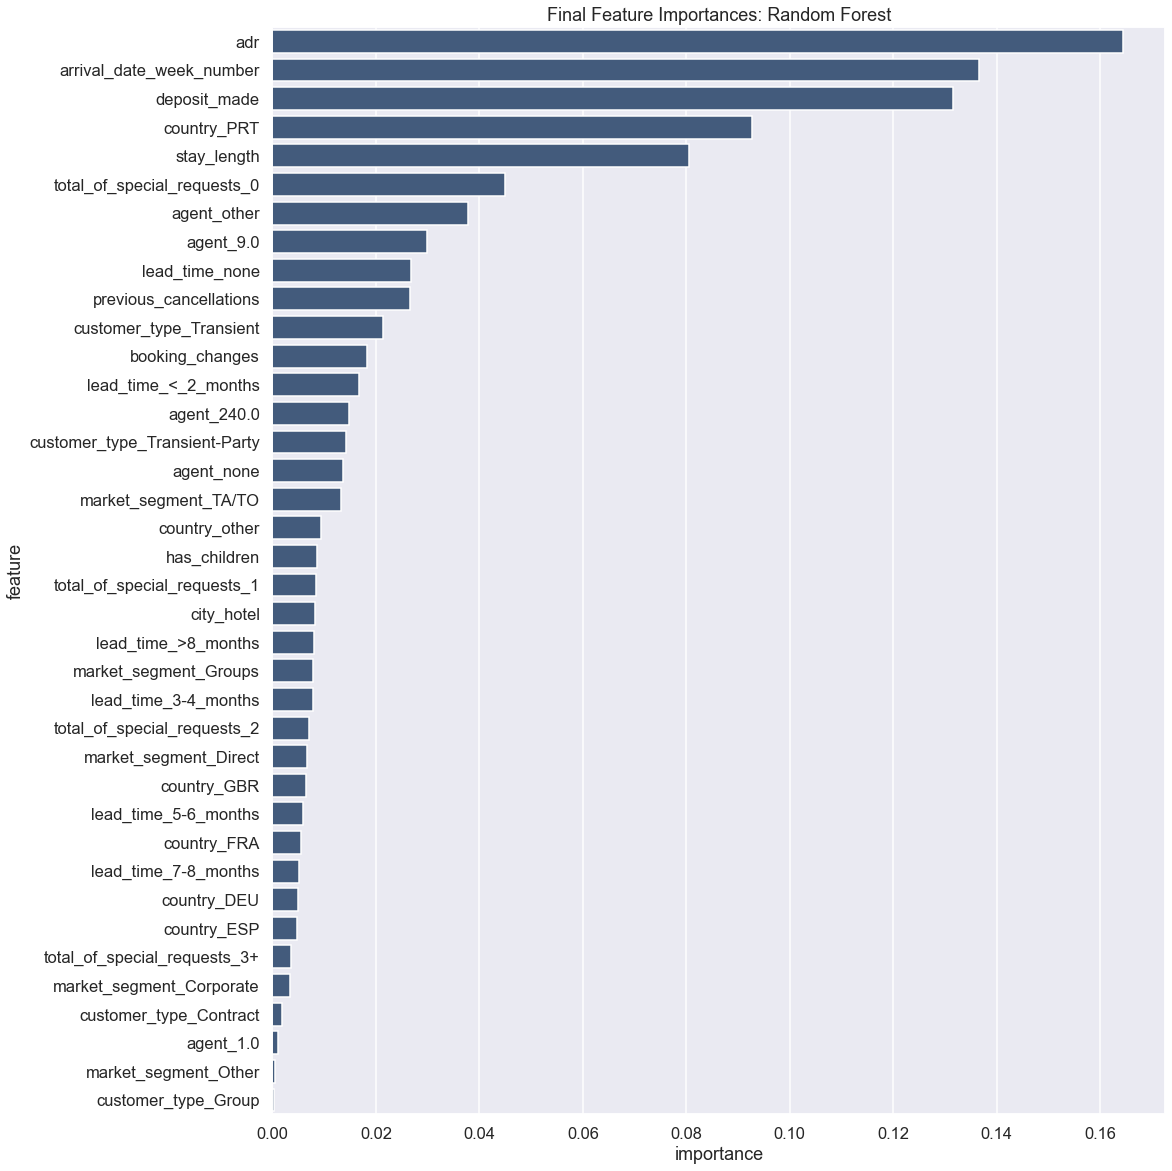 Final Feature Importances: Random Forest
adr
arrival_date_week_number
deposit_made
country_PRT
stay_length
total_of_special_requests_0
agent_other
agent_9.0
lead_time_none
previous_cancellations
customer_type_Transient
booking_changes
lead_time_<_2_months
agent_240.0
customer_type_Transient-Party
agent_none
market_segment_TA/TO
country_other
has_children
total_of_special_requests_1
city_hotel
lead_time_>8_months
market_segment_Groups
lead_time_3-4_months
total_of_special_requests_2
market_segment_Direct
country_GBR
lead_time_5-6_months
country_FRA
lead_time_7-8_months
country_DEU
country_ESP
total_of_special_requests_3+
market_segment_Corporate
customer_type_Contract
agent_1.0
market_segment_Other
customer_type_Group
feature
0.00 0.02 0.04 0.06 0.08 0.10 0.12 0.14 0.16
importance